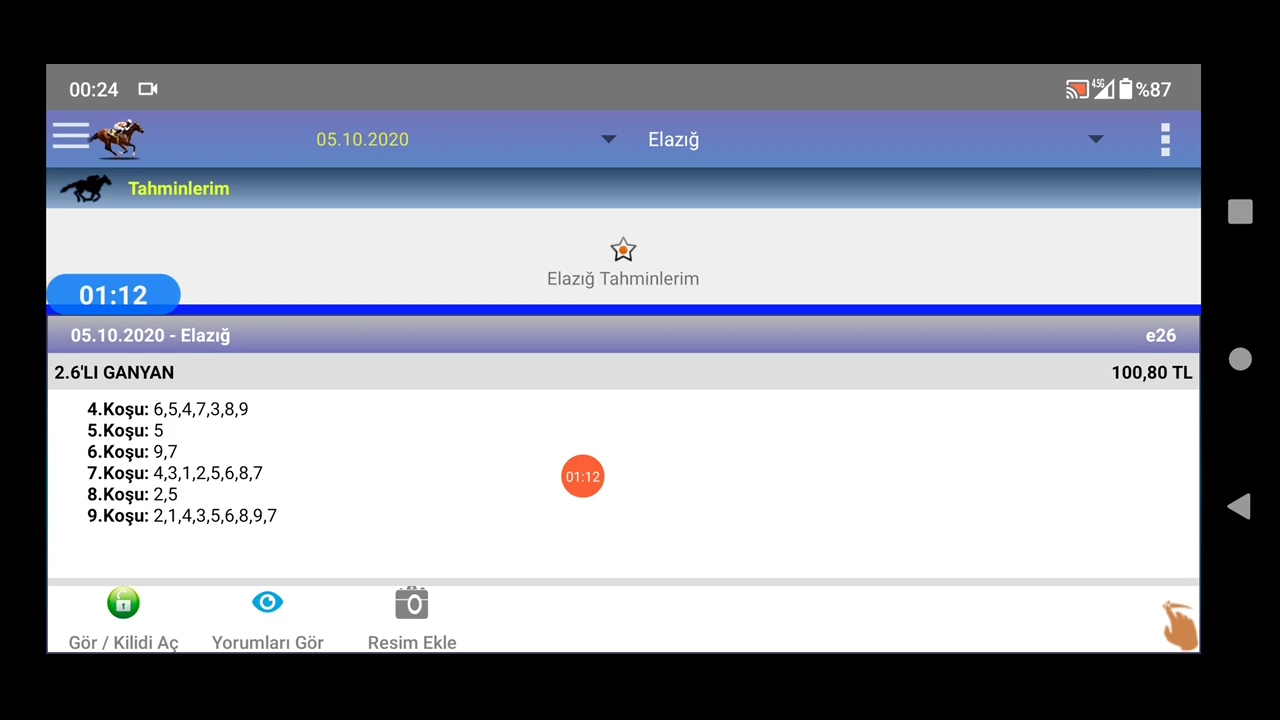 00:24 4.5G %87
05.10.2020 Elazığ
Tahminlerim
Elazığ Tahminlerim
01:12
05.10.2020 - Elazığ e26
2.6'LI GANYAN 100,80 TL
4.Koşu: 6,5,4,7,3,8,9
5.Koşu: 5
6.Koşu: 9,7
7.Koşu: 4,3,1,2,5,6,8,7
01:12
8.Koşu: 2,5
9.Koşu: 2,1,4,3,5,6,8,9,7
Gör / Kilidi Aç Yorumları Gör Resim Ekle